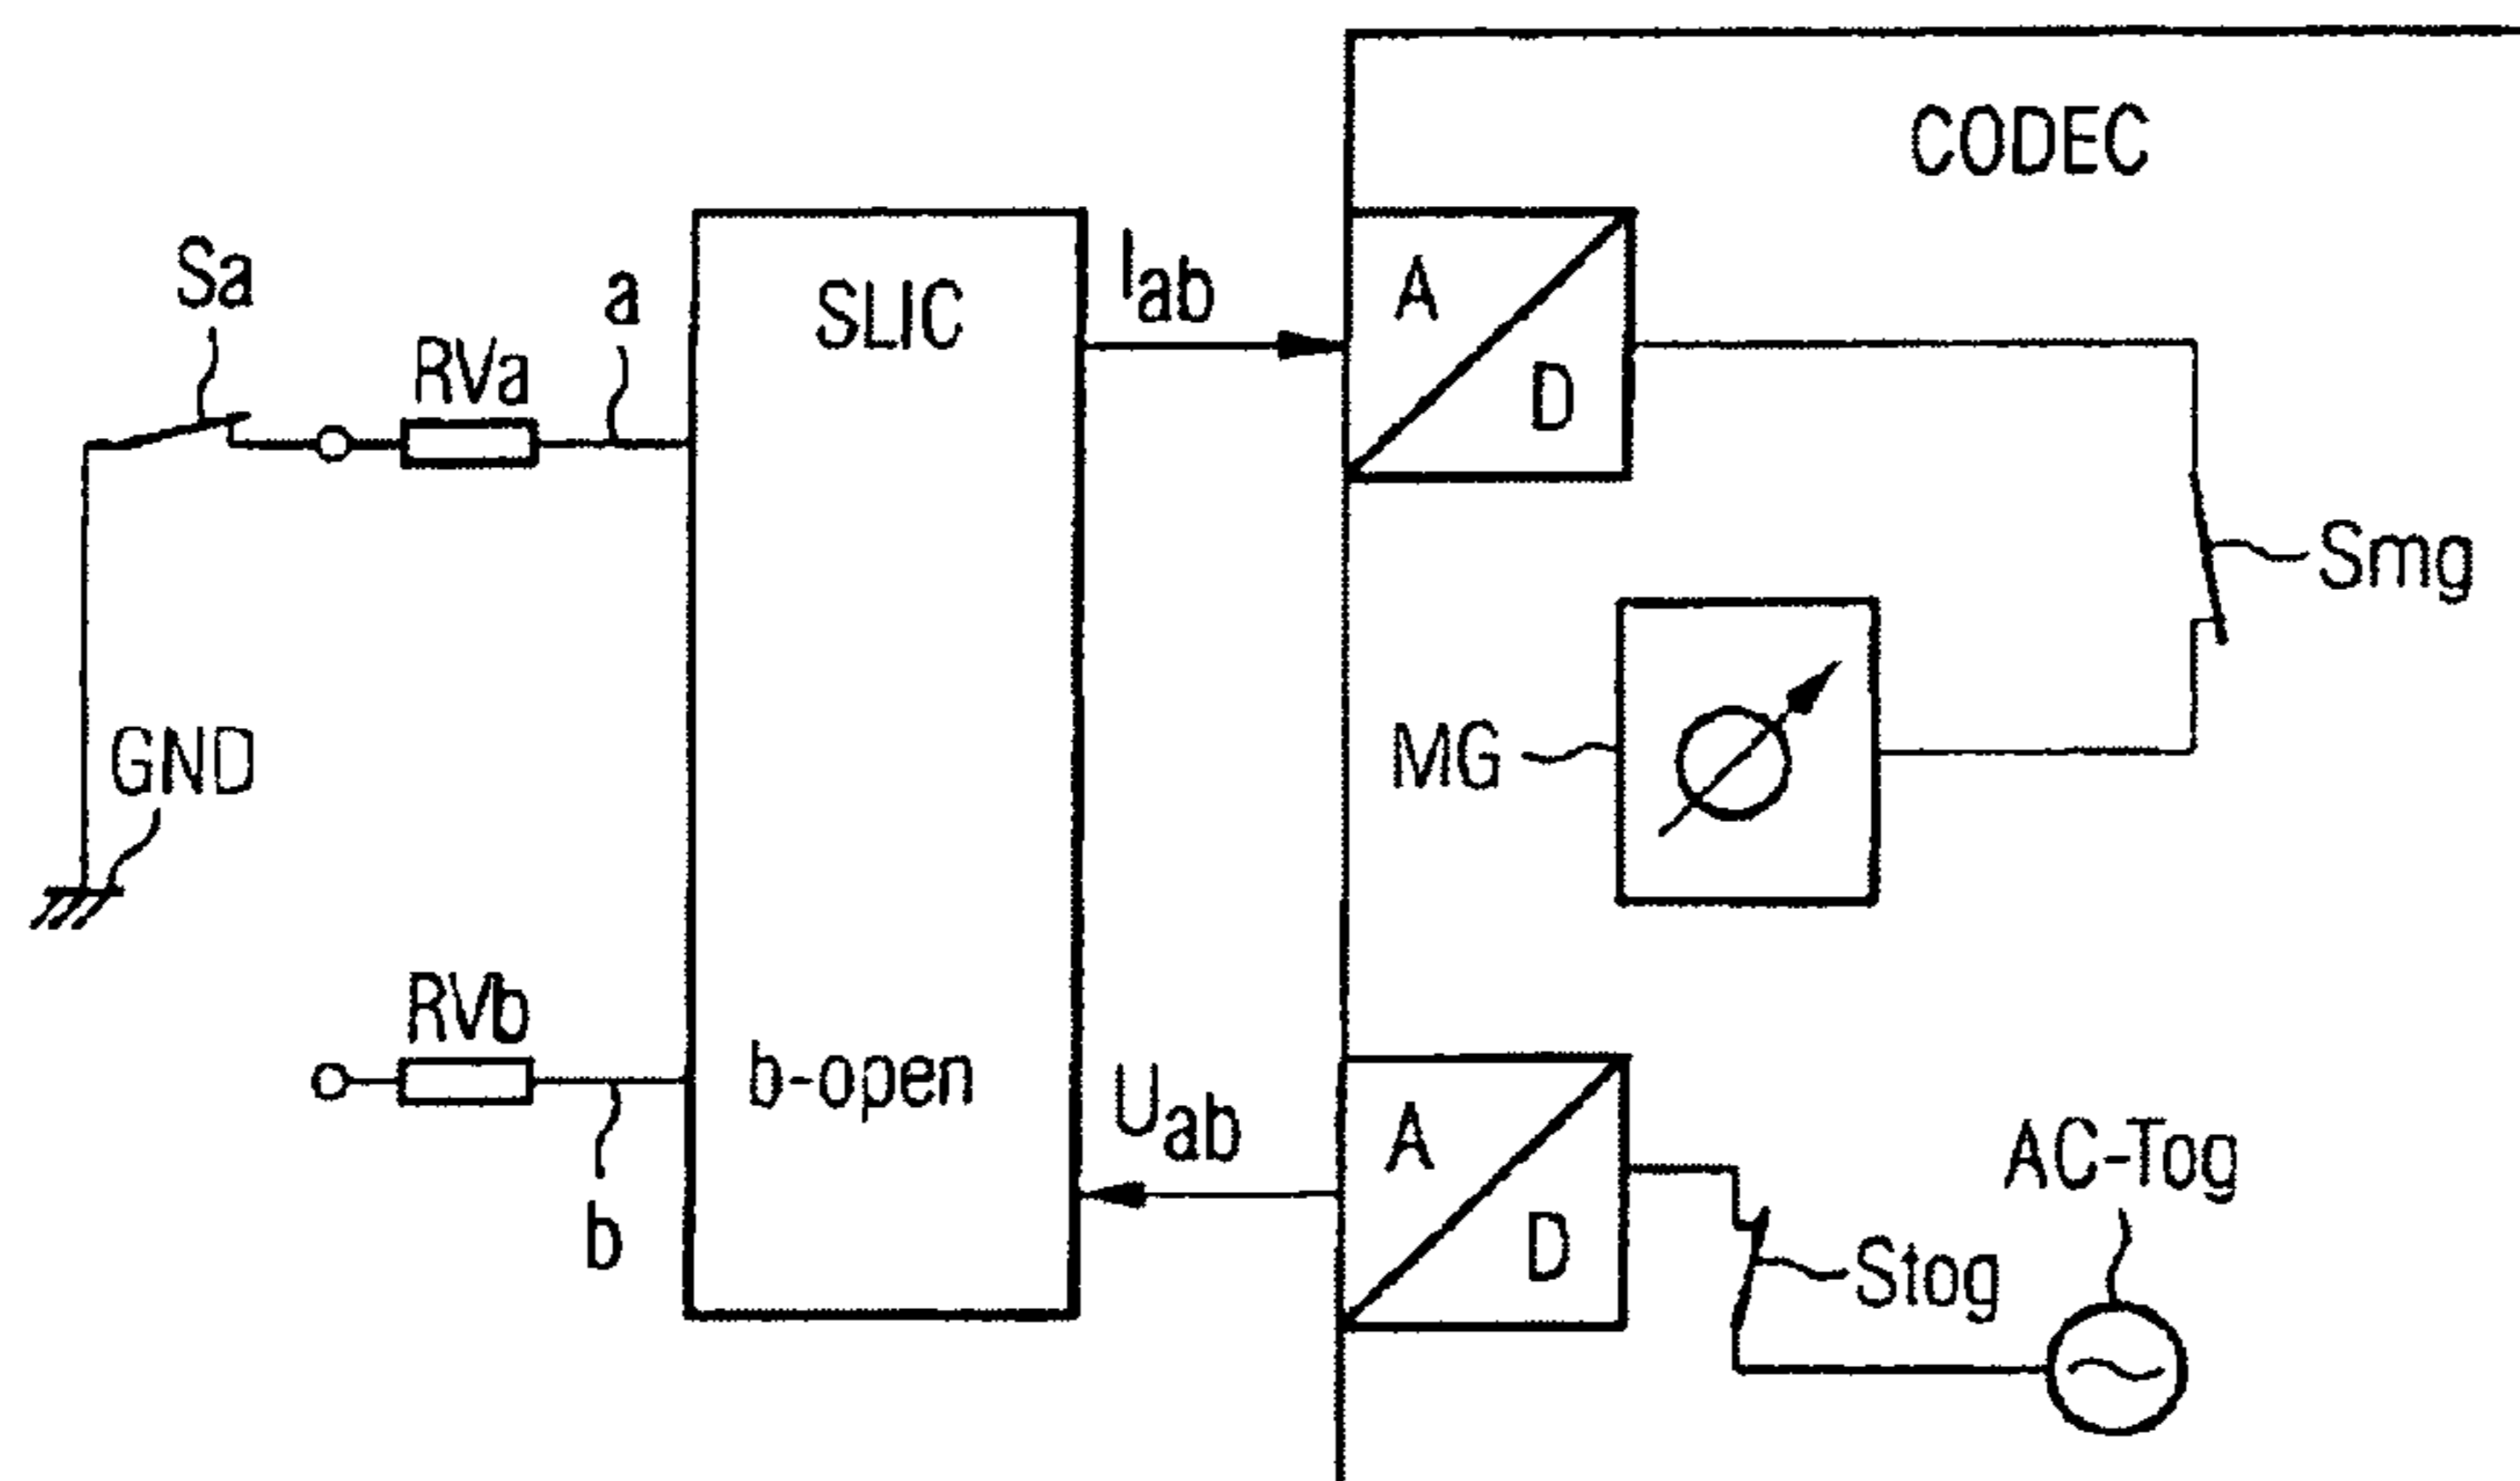 CODEC
Sa
RVa
a
SLIC
Iab
A
D
Smg
GND
MG
RVb
b-open
b
Uab
A
D
Stog
AC-Tog